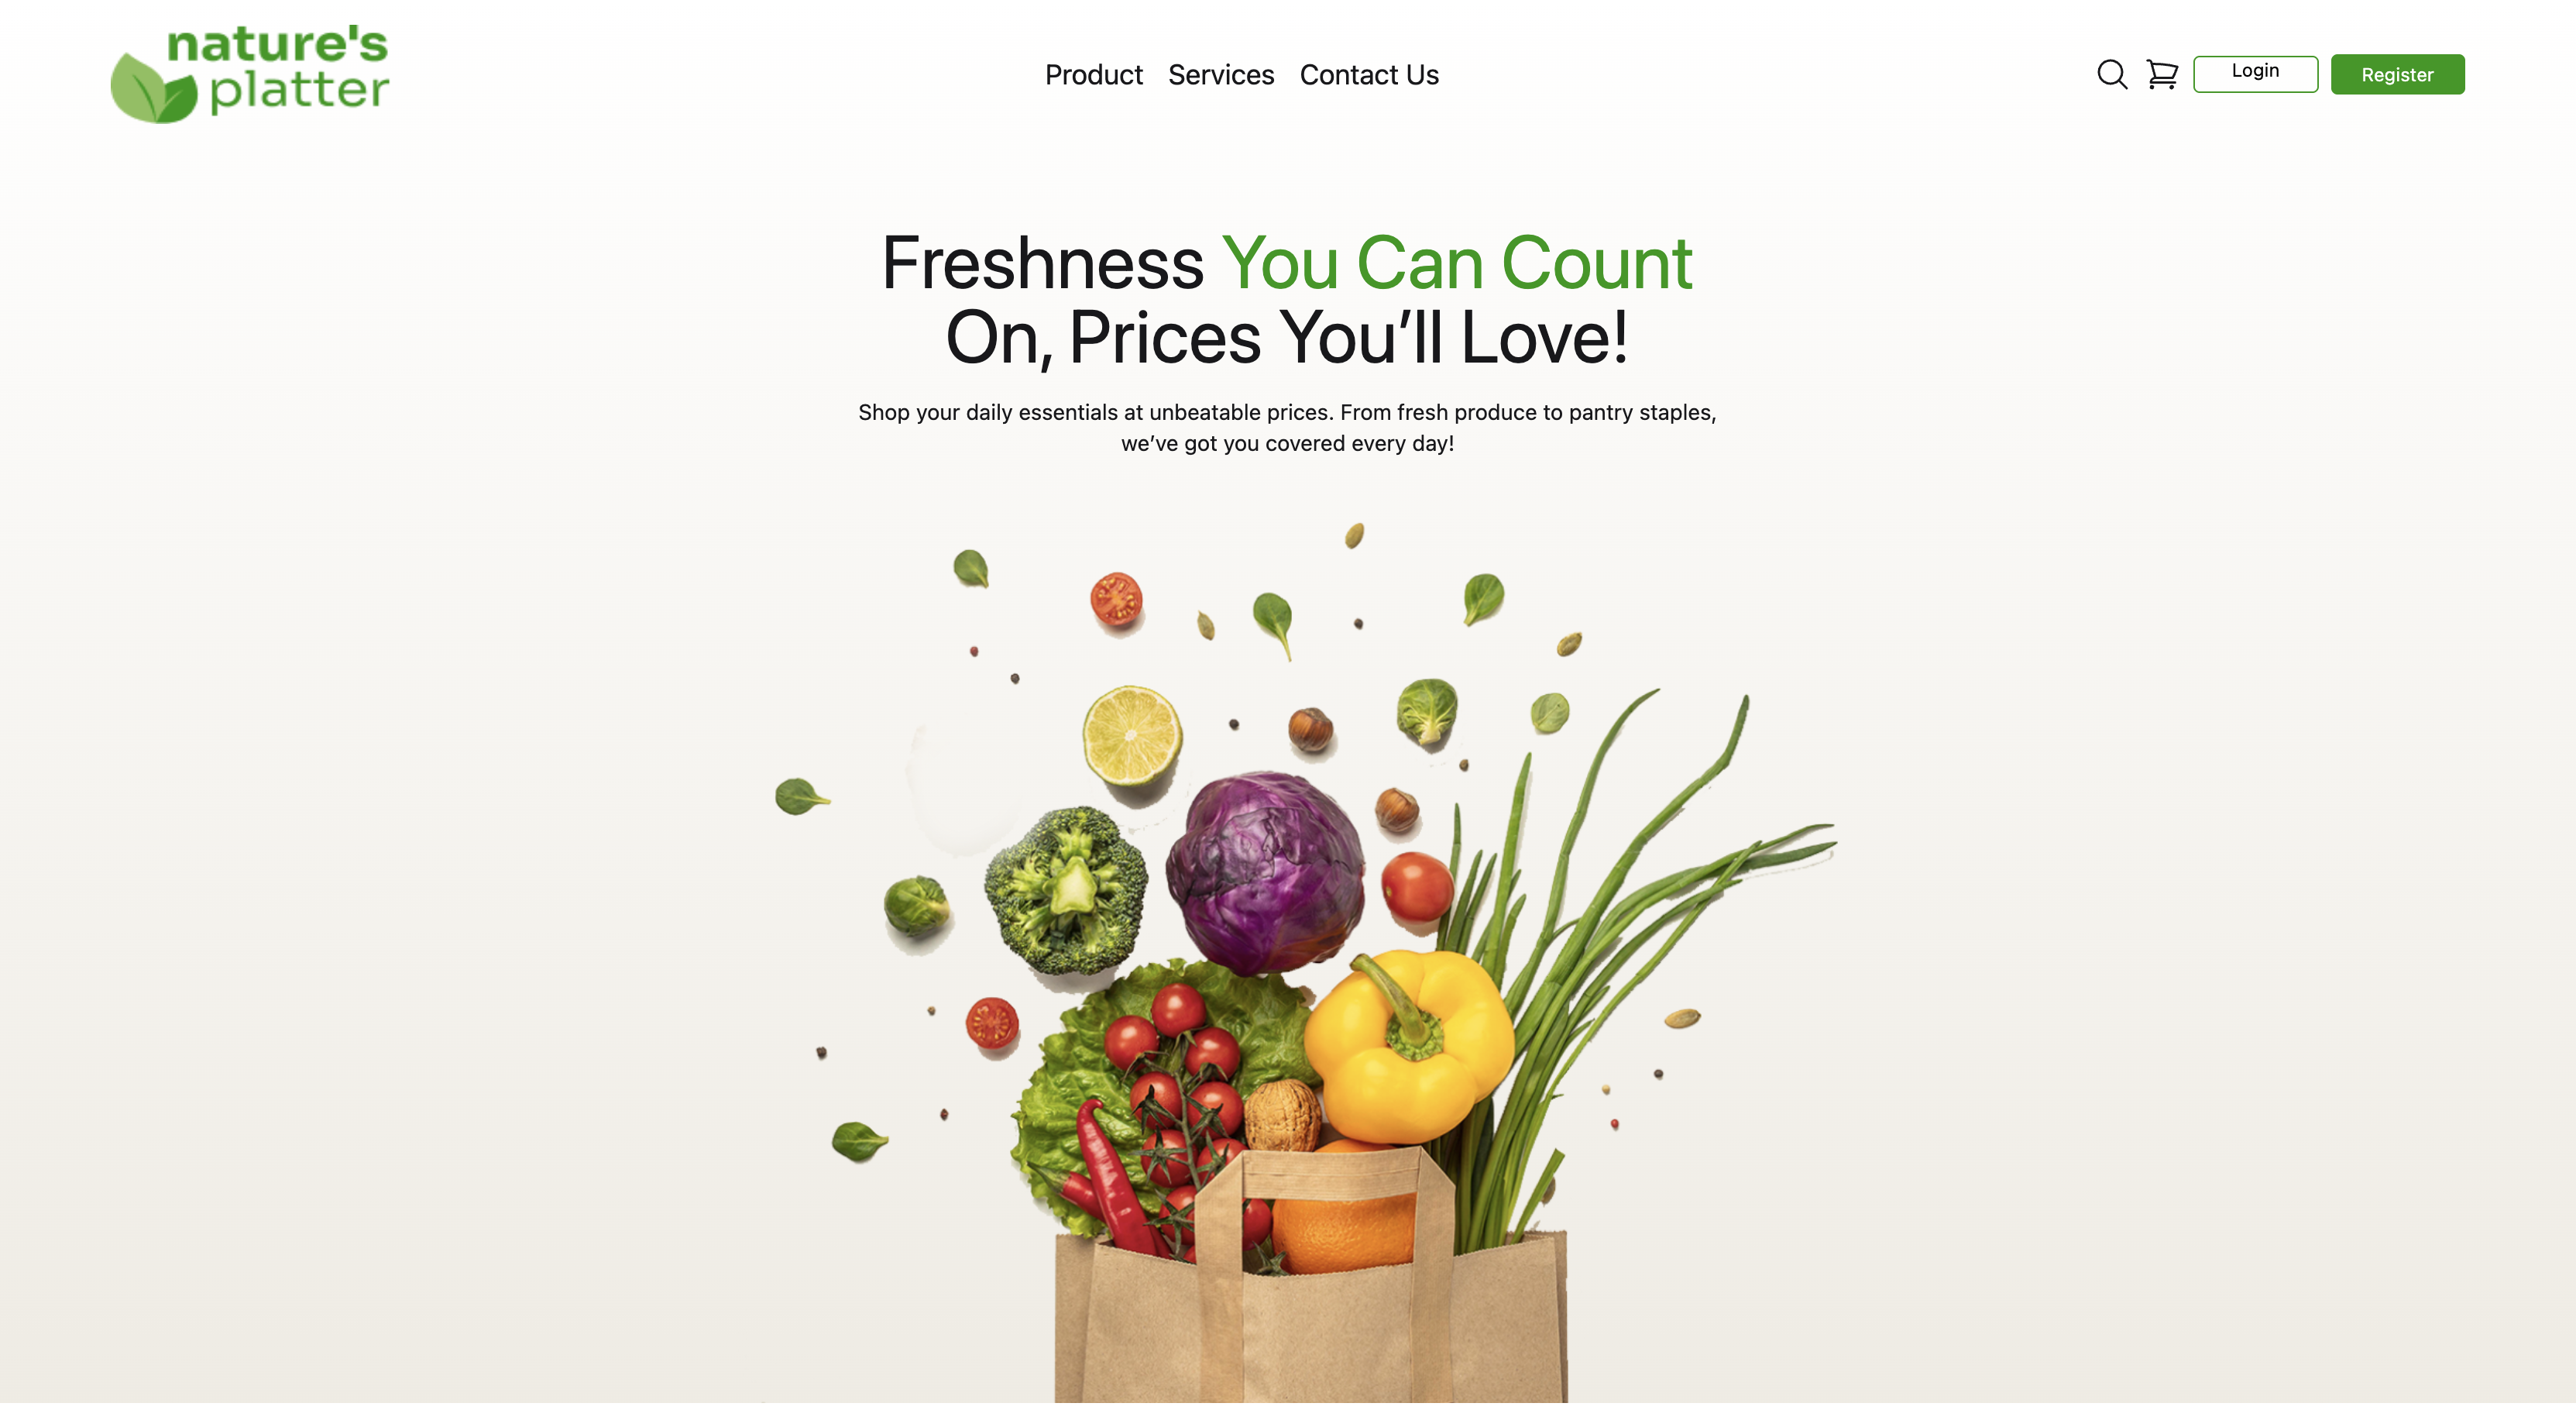 nature's
platter
Product Services Contact Us
Login
Register
Freshness You Can Count
On, Prices You’ll Love!
Shop your daily essentials at unbeatable prices. From fresh produce to pantry staples,
we’ve got you covered every day!